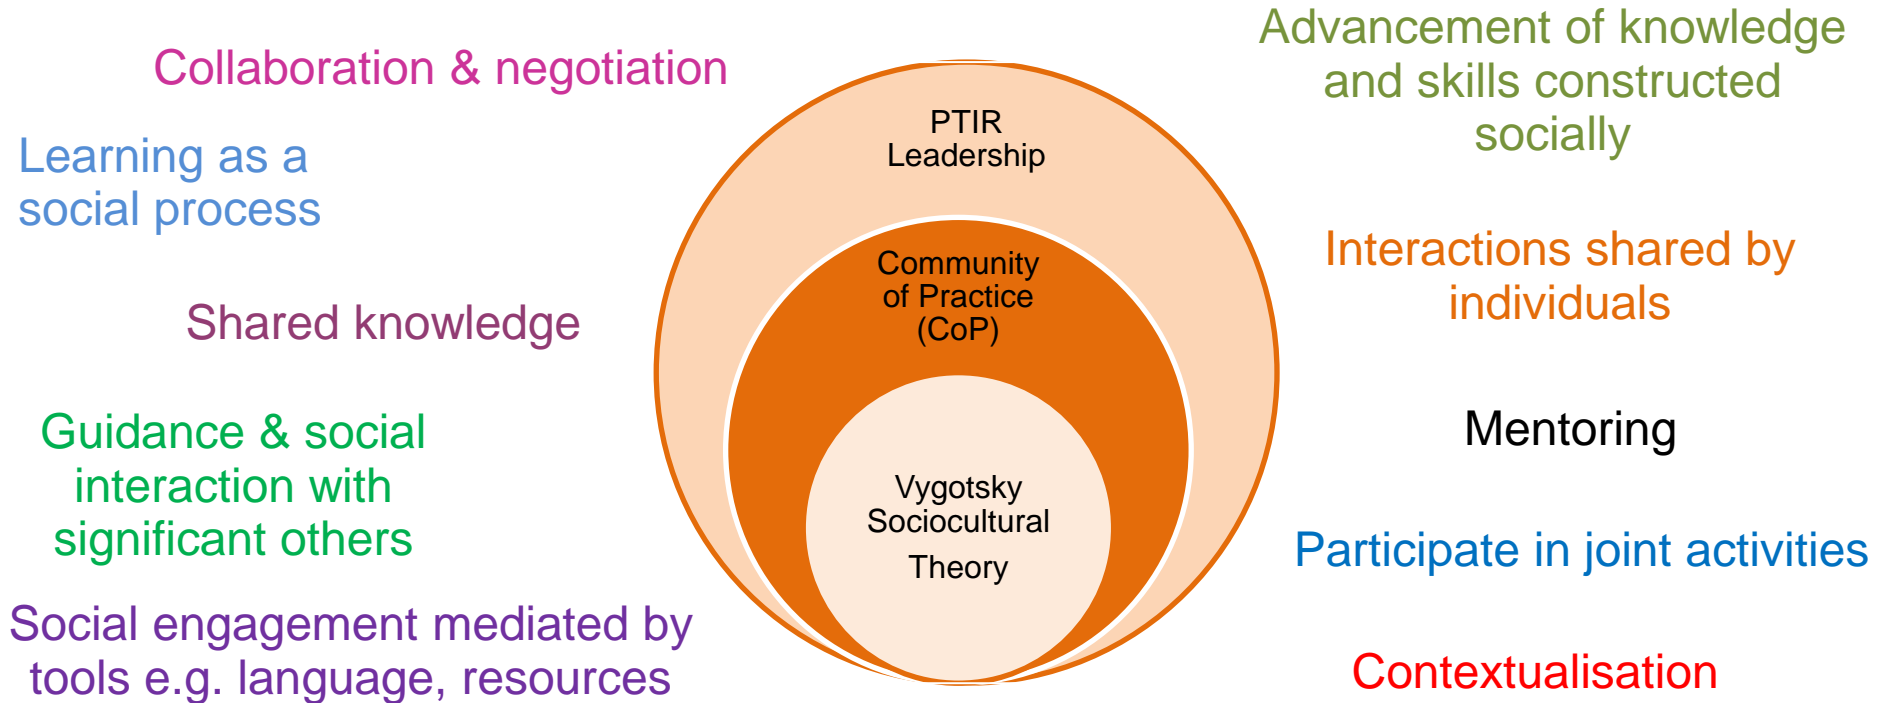 Collaboration & negotiation
Learning as a
social process
Shared knowledge
Guidance & social
interaction with
significant others
Social engagement mediated by
tools e.g. language, resources
PTIR
Leadership
Community
of Practice
(CoP)
Vygotsky
Sociocultural
Theory
Advancement of knowledge
and skills constructed
socially
Interactions shared by
individuals
Mentoring
Participate in joint activities
Contextualisation